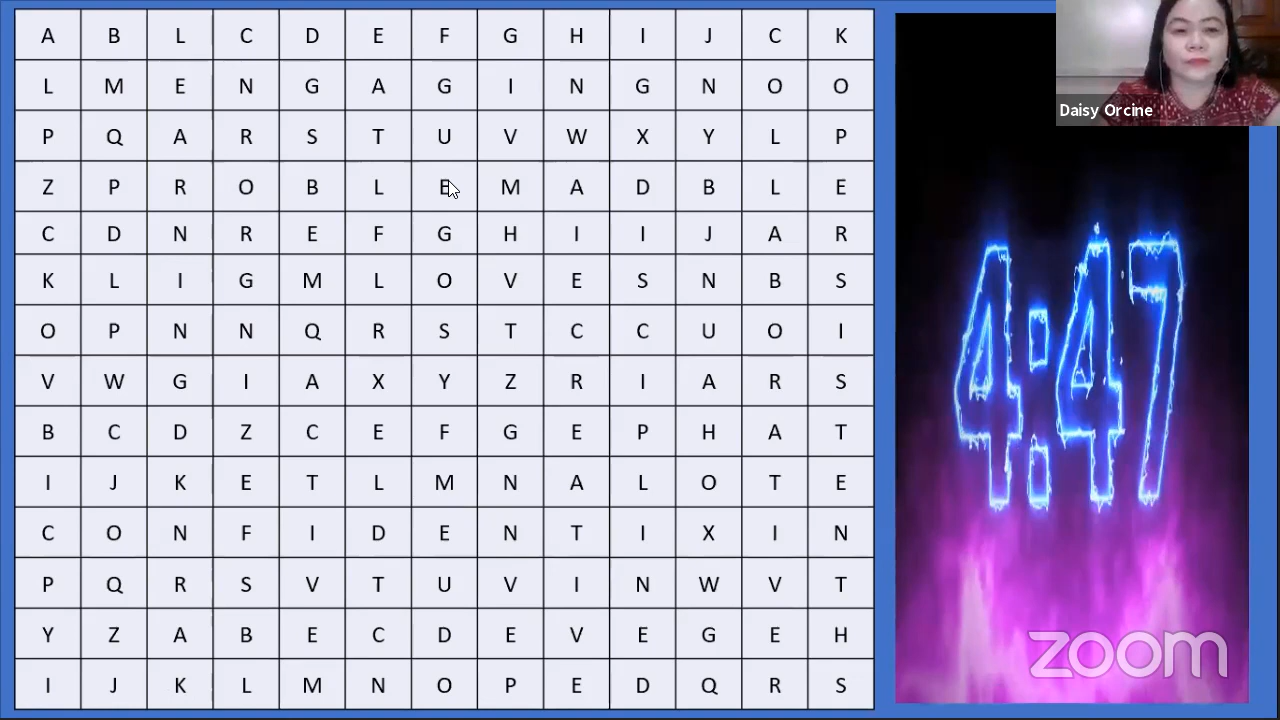 A B L C D E F G H I J C K
L M E N G A G I N G N O O
P Q A R S T U V W X Y L P
Z P R O B L E M A D B L E
C D N R E F G H I I J A R
K L I G M L O V E S N B S
O P N N Q R S T C C U O I
V W G I A X Y Z R I A R S
B C D Z C E F G E P H A T
I J K E T L M N A L O T E
C O N F I D E N T I X I N
P Q R S V T U V I N W V T
Y Z A B E C D E V E G E H
I J K L M N O P E D Q R S
Daisy Orcine
4:47
zoom